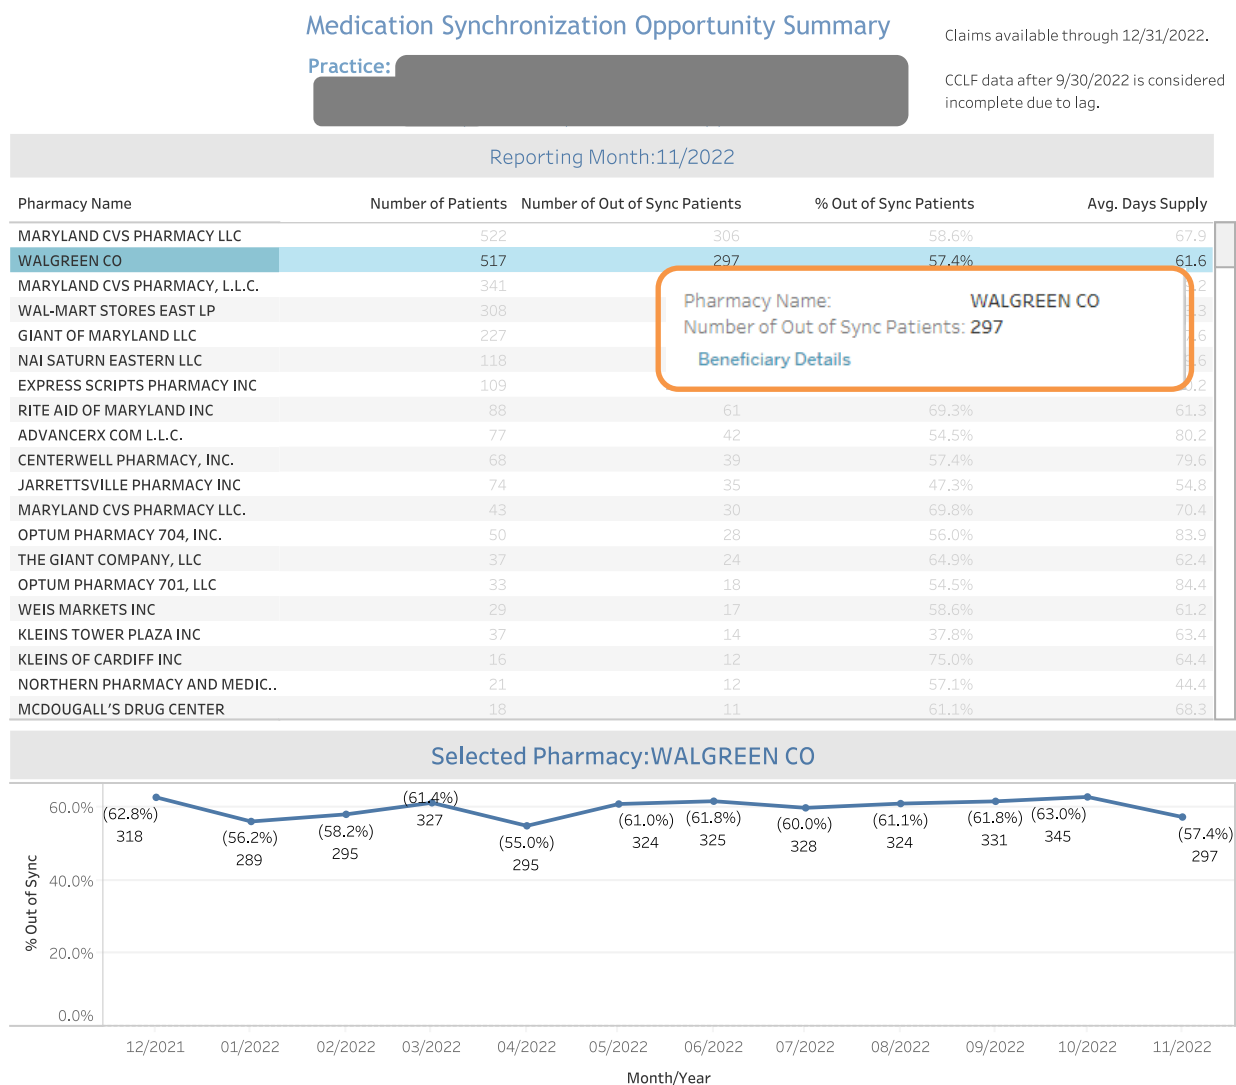 Medication Synchronization Opportunity Summary
Claims available through 12/31/2022.
Practice:
CCLF data after 9/30/2022 is considered
incomplete due to lag.
Reporting Month:11/2022
Pharmacy Name Number of Patients Number of Out of Sync Patients % Out of Sync Patients Avg. Days Supply
MARYLAND CVS PHARMACY LLC 522 306 58.6% 67.9
WALGREEN CO 517 297 57.4% 61.6
MARYLAND CVS PHARMACY, L.L.C. 341
WAL-MART STORES EAST LP 308
GIANT OF MARYLAND LLC 227
NAI SATURN EASTERN LLC 118
EXPRESS SCRIPTS PHARMACY INC 109
Pharmacy Name: WALGREEN CO
Number of Out of Sync Patients: 297
Beneficiary Details
RITE AID OF MARYLAND INC 88 61 69.3% 61.3
ADVANCERX COM L.L.C. 77 42 54.5% 80.2
CENTERWELL PHARMACY, INC. 68 39 57.4% 79.6
JARRETTSVILLE PHARMACY INC 74 35 47.3% 54.8
MARYLAND CVS PHARMACY LLC. 43 30 69.8% 70.4
OPTUM PHARMACY 704, INC. 50 28 56.0% 83.9
THE GIANT COMPANY, LLC 37 24 64.9% 62.4
OPTUM PHARMACY 701, LLC 33 18 54.5% 84.4
WEIS MARKETS INC 29 17 58.6% 61.2
KLEINS TOWER PLAZA INC 37 14 37.8% 63.4
KLEINS OF CARDIFF INC 16 12 75.0% 64.4
NORTHERN PHARMACY AND MEDIC.. 21 12 57.1% 44.4
MCDOUGALL'S DRUG CENTER 18 11 61.1% 68.3
Selected Pharmacy:WALGREEN CO
% Out of Sync
60.0%
40.0%
20.0%
0.0%
(62.8%) (56.2%) (58.2%) (61.4%) (55.0%) (61.0%) (61.8%) (60.0%) (61.1%) (61.8%) (63.0%) (57.4%)
318 289 295 327 295 324 325 328 324 331 345 297
12/2021 01/2022 02/2022 03/2022 04/2022 05/2022 06/2022 07/2022 08/2022 09/2022 10/2022 11/2022
Month/Year